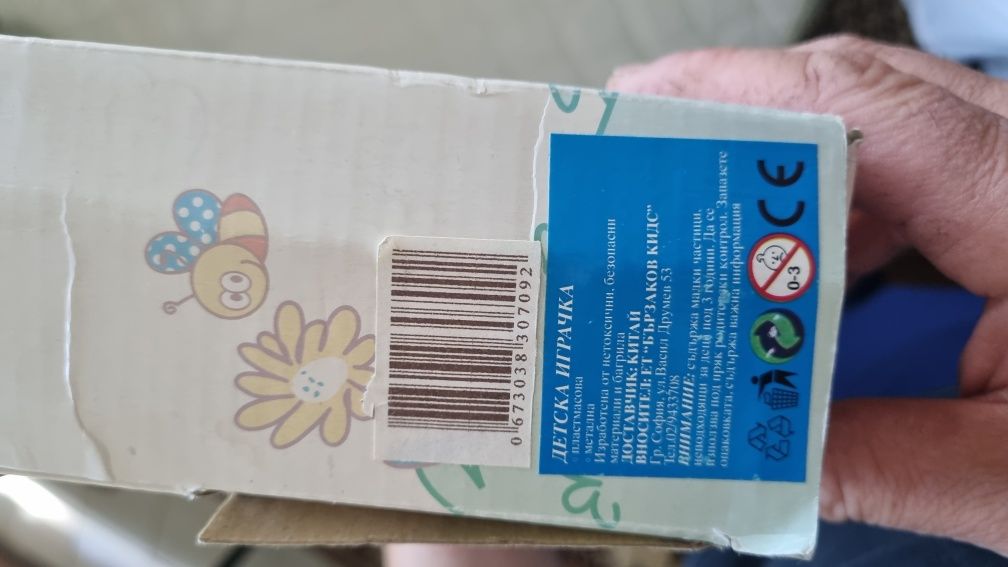 ДЕТСКА ИГРАЧКА
○ пластмасова
○ метална
Изработена от нетоксични, безопасни
материали и багрила
ДОСТАВЧИК: КИТАЙ
ВНОСИТЕЛ: ЕТ "БЪРЗАКОВ КИДС"
Гр. София, ул. Васил Друмев 53
Тел.029433708
ВНИМАНИЕ: съдържа малки частици,
неподходящи за деца под 3 години. Да се
използва под пряк родителски контрол. Запазете
опаковката, съдържа важна информация
0-3
CE
0 673038 307092